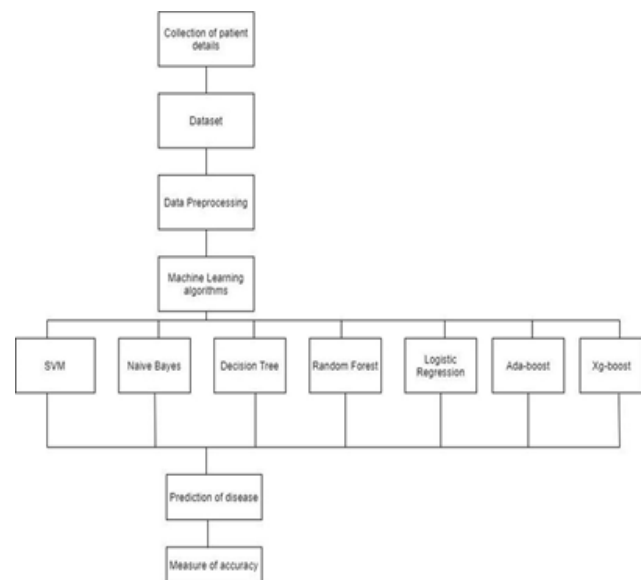 Collection of patient
details
Dataset
Data Preprocessing
Machine Learning
algorithms
SVM
Naive Bayes
Decision Tree
Random Forest
Logistic
Regression
Ada-boost
Xg-boost
Prediction of disease
Measure of accuracy